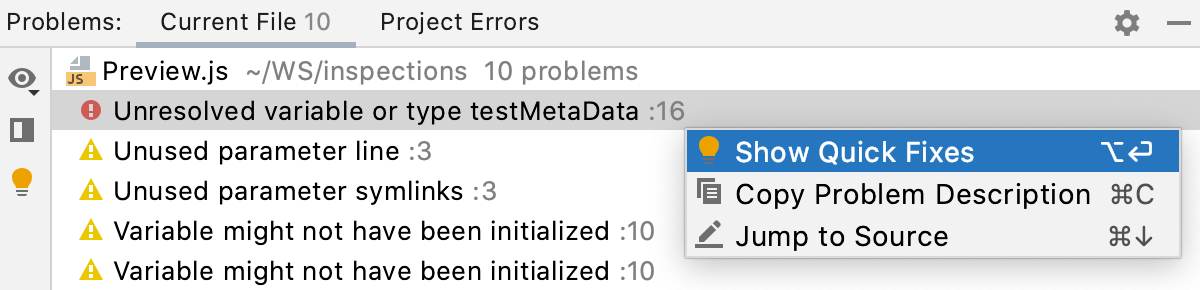 Problems: Current File 10 Project Errors
JS Preview.js ~/WS/inspections 10 problems
Unresolved variable or type testMetaData :16
Unused parameter line :3
Unused parameter symlinks :3
Variable might not have been initialized :10
Variable might not have been initialized :10
Show Quick Fixes ⌥↩
Copy Problem Description ⌘C
Jump to Source ⌘↓